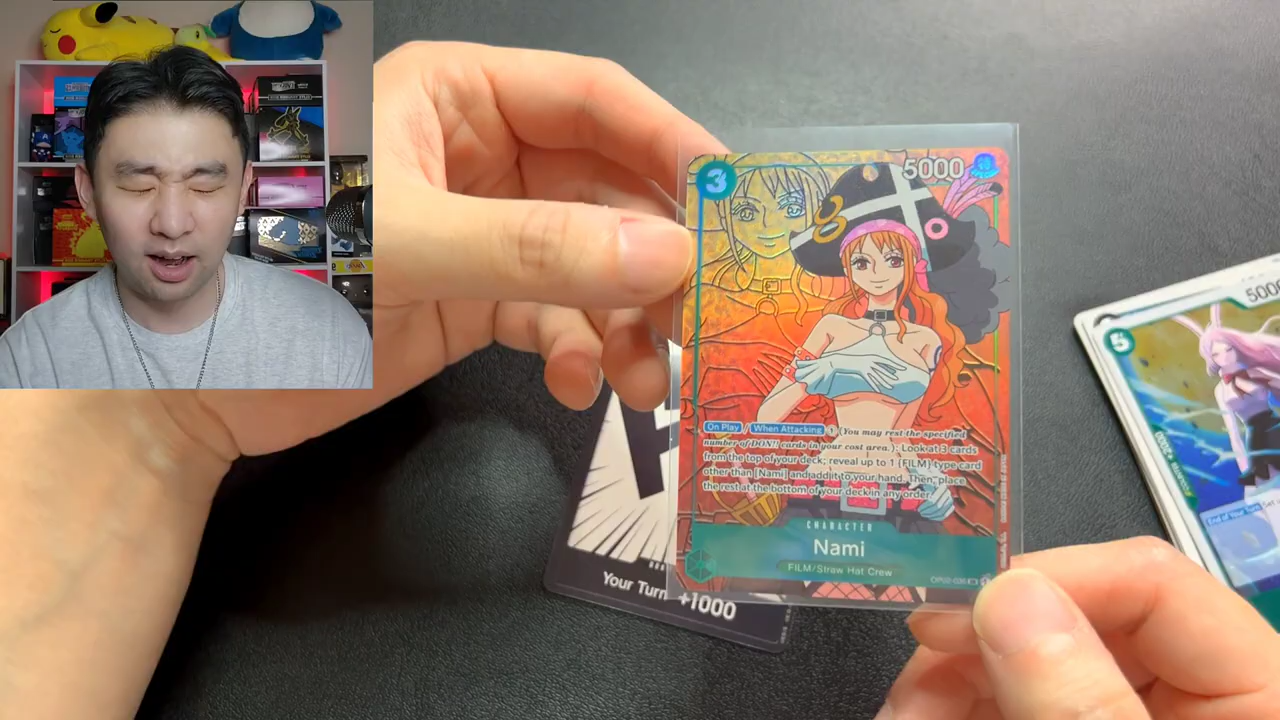 3
5000
On Play / When Attacking ① (You may rest the specified
number of DON!! cards in your cost area.): Look at 3 cards
from the top of your deck; reveal up to 1 {FILM} type card
other than [Nami] and add it to your hand. Then, place
the rest at the bottom of your deck in any order.
CHARACTER
Nami
FILM/Straw Hat Crew
Your Turn +1000
5
5000
End of Your Turn